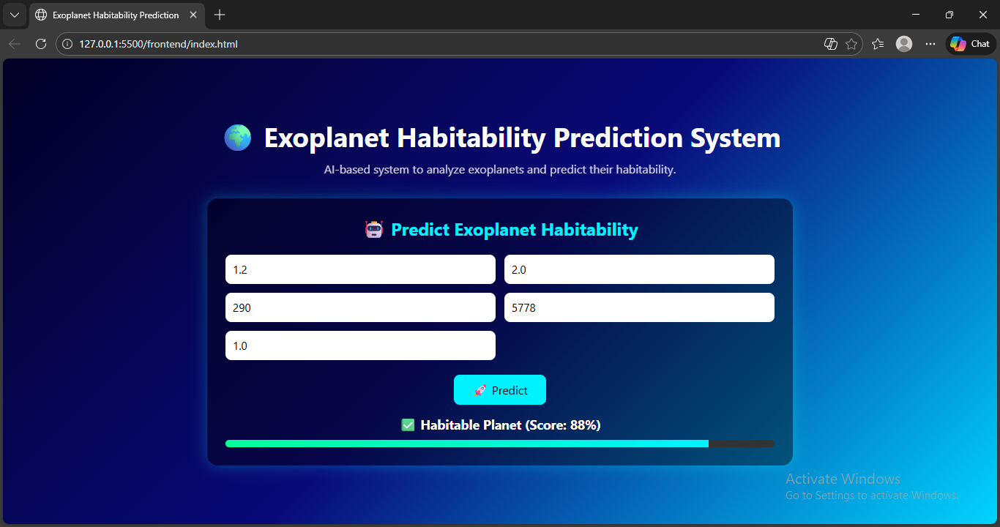 Exoplanet Habitability Prediction
127.0.0.1:5500/frontend/index.html
Chat
Exoplanet Habitability Prediction System
AI-based system to analyze exoplanets and predict their habitability.
Predict Exoplanet Habitability
1.2
2.0
290
5778
1.0
🚀 Predict
✅ Habitable Planet (Score: 88%)
Activate Windows
Go to Settings to activate Windows.